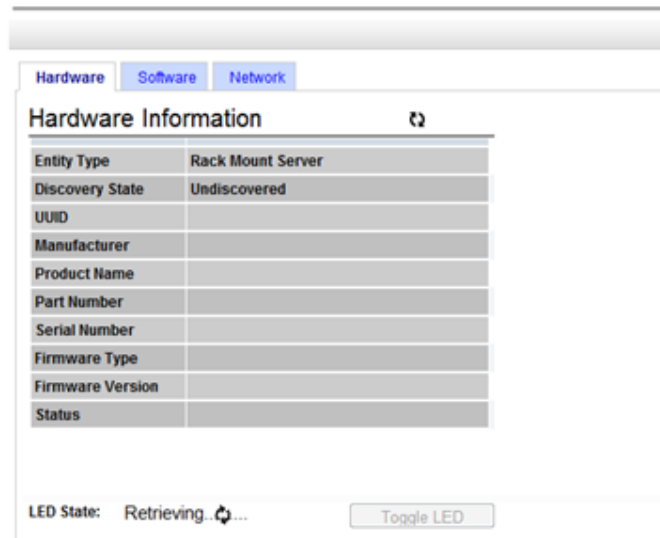 Hardware Software Network
Hardware Information
Entity Type Rack Mount Server
Discovery State Undiscovered
UUID
Manufacturer
Product Name
Part Number
Serial Number
Firmware Type
Firmware Version
Status
LED State: Retrieving...... Toggle LED